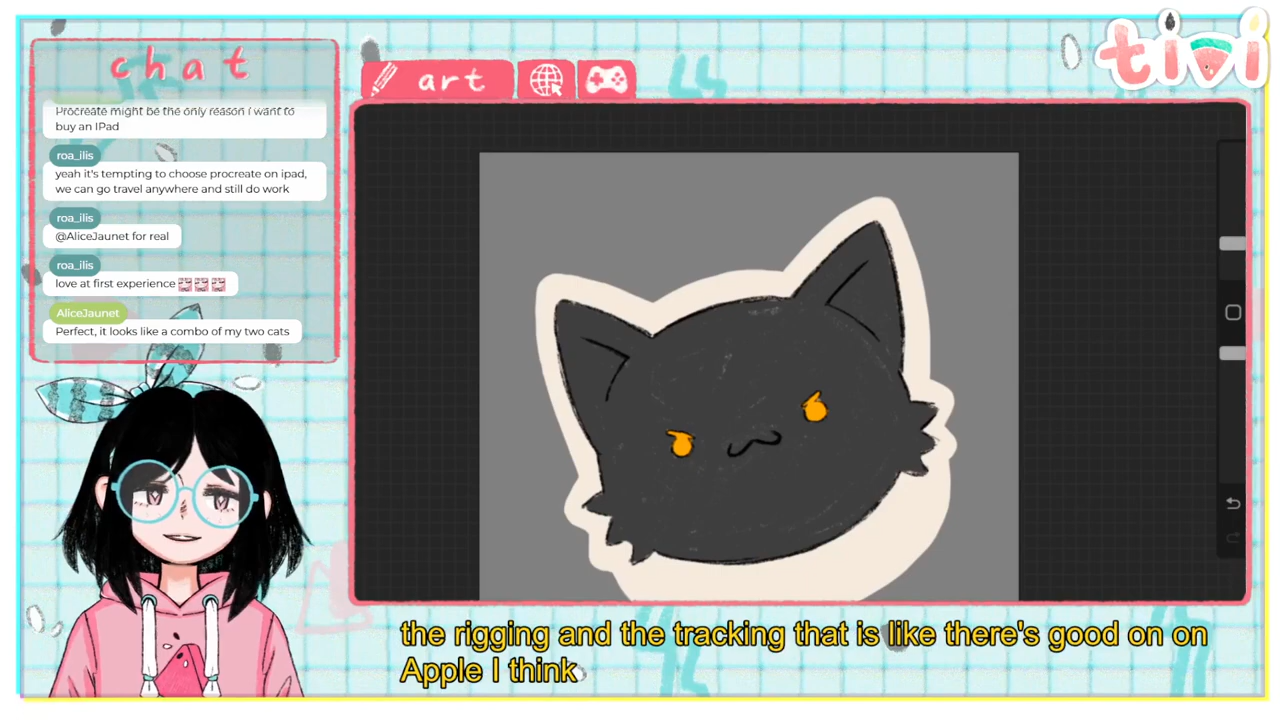 chat
Procreate might be the only reason I want to
buy an IPad
roa_ilis
yeah it's tempting to choose procreate on ipad,
we can go travel anywhere and still do work
roa_ilis
@AliceJaunet for real
roa_ilis
love at first experience
AliceJaunet
Perfect, it looks like a combo of my two cats
art
tivi
the rigging and the tracking that is like there's good on on
Apple I think